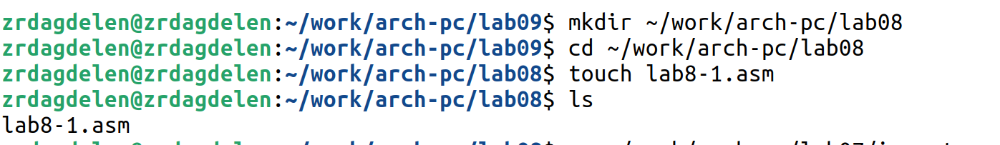 zrdagdelen@zrdagdelen:~/work/arch-pc/lab09$ mkdir ~/work/arch-pc/lab08
zrdagdelen@zrdagdelen:~/work/arch-pc/lab09$ cd ~/work/arch-pc/lab08
zrdagdelen@zrdagdelen:~/work/arch-pc/lab08$ touch lab8-1.asm
zrdagdelen@zrdagdelen:~/work/arch-pc/lab08$ ls
lab8-1.asm